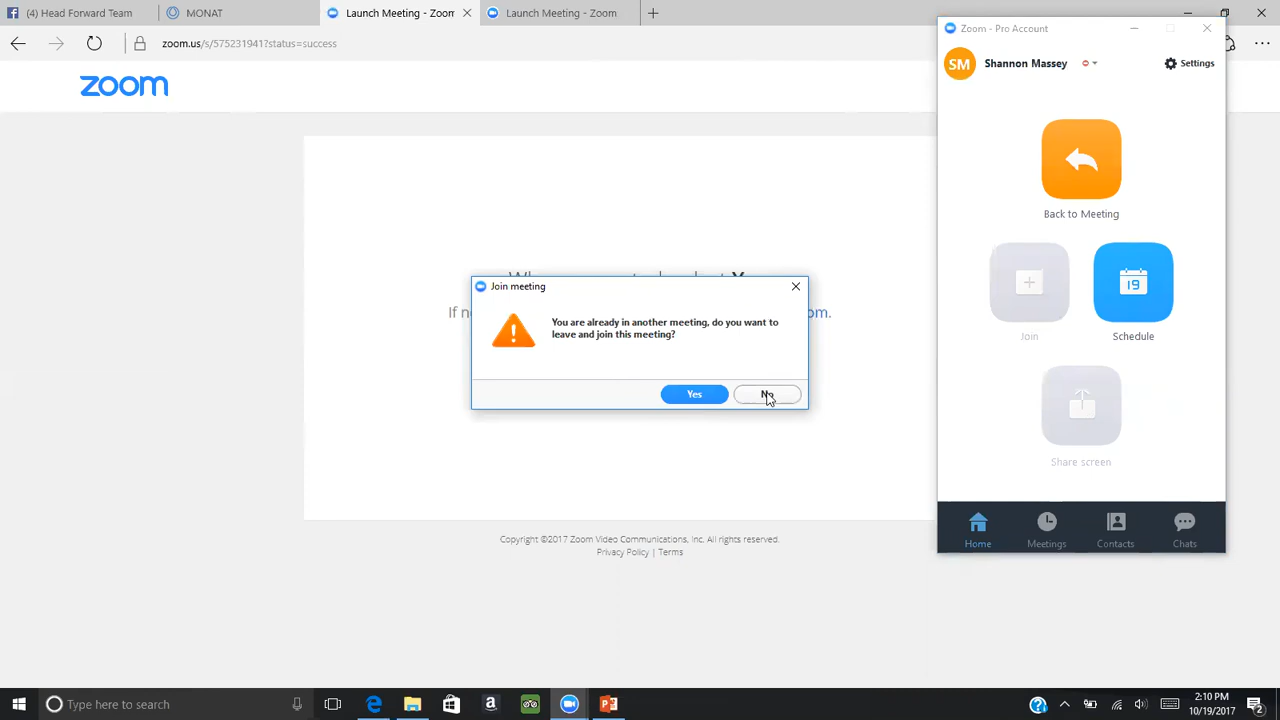 (4) Head Forward Team
MONAT
Launch Meeting - Zoom
Launch Meeting - Zoom
zoom.us/s/575231941?status=success
zoom
Zoom - Pro Account
SM Shannon Massey
Settings
Back to Meeting
19
Join
Schedule
Share screen
Home
Meetings
Contacts
Chats
If
Join meeting
You are already in another meeting, do you want to
leave and join this meeting?
Yes
No
Copyright ©2017 Zoom Video Communications, Inc. All rights reserved.
Privacy Policy | Terms
Type here to search
2:10 PM
10/19/2017
2